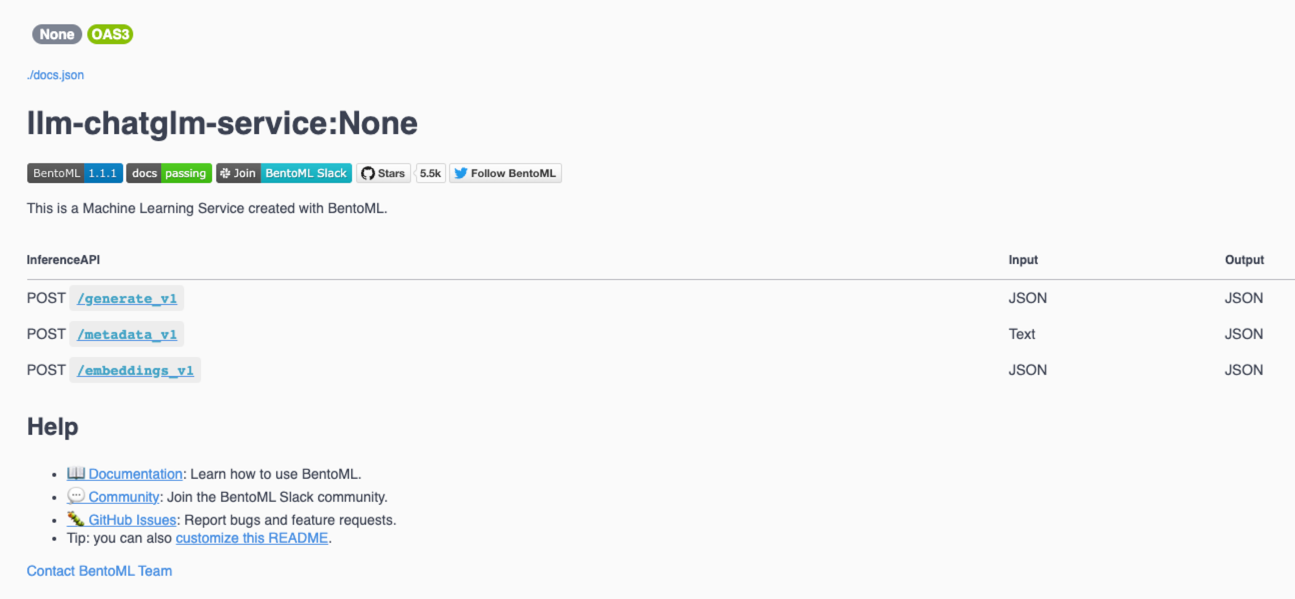 None OAS3
./docs.json
llm-chatglm-service:None
BentoML 1.1.1 docs passing Join BentoML Slack Stars 5.5k Follow BentoML
This is a Machine Learning Service created with BentoML.
InferenceAPI Input Output
POST /generate_v1 JSON JSON
POST /metadata_v1 Text JSON
POST /embeddings_v1 JSON JSON
Help
• Documentation: Learn how to use BentoML.
• Community: Join the BentoML Slack community.
• GitHub Issues: Report bugs and feature requests.
• Tip: you can also customize this README.
Contact BentoML Team